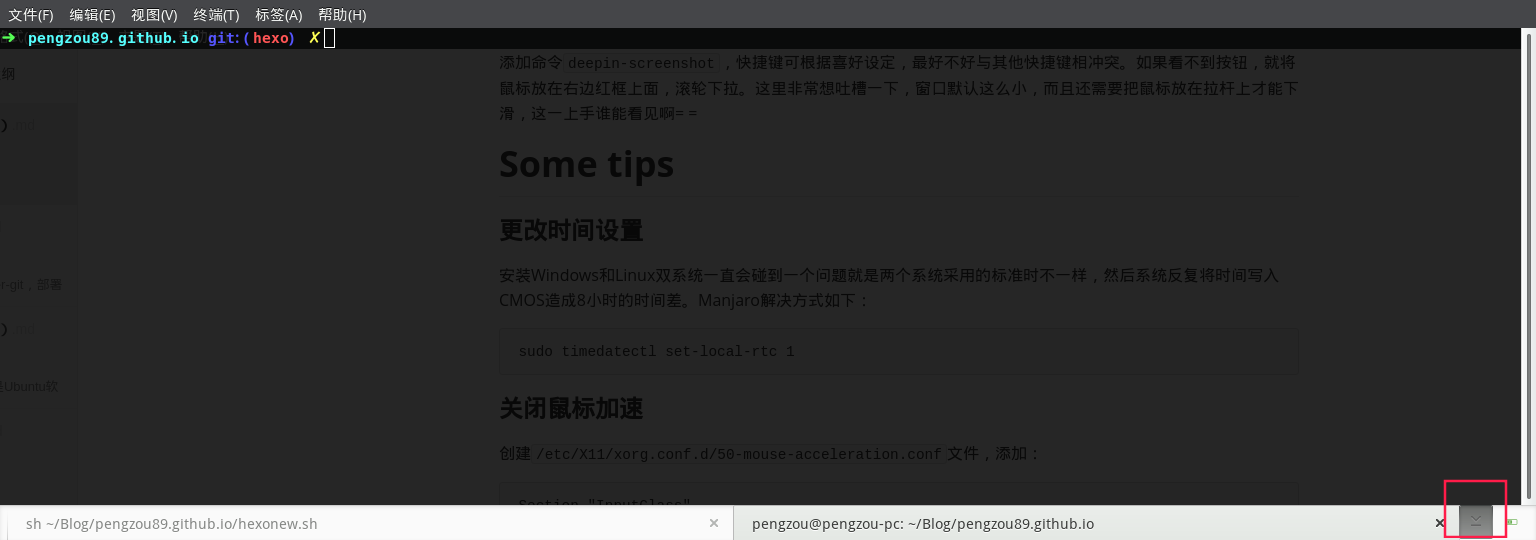 文件(F) 编辑(E) 视图(V) 终端(T) 标签(A) 帮助(H)
➜ pengzou89.github.io git:(hexo) ✗
添加命令 deepin-screenshot ，快捷键可根据喜好设定，最好不好与其他快捷键相冲突。如果看不到按钮，就将
纲
鼠标放在右边红框上面，滚轮下拉。这里非常想吐槽一下，窗口默认这么小，而且还需要把鼠标放在拉杆上才能下
滑，这一上手谁能看见啊= =
Some tips
更改时间设置
安装Windows和Linux双系统一直会碰到一个问题就是两个系统采用的标准时不一样，然后系统反复将时间写入
r-git，部署
CMOS造成8小时的时间差。Manjaro解决方式如下：
sudo timedatectl set-local-rtc 1
是Ubuntu软
关闭鼠标加速
创建 /etc/X11/xorg.conf.d/50-mouse-acceleration.conf 文件，添加：
Section "InputClass"
sh ~/Blog/pengzou89.github.io/hexonew.sh
pengzou@pengzou-pc: ~/Blog/pengzou89.github.io